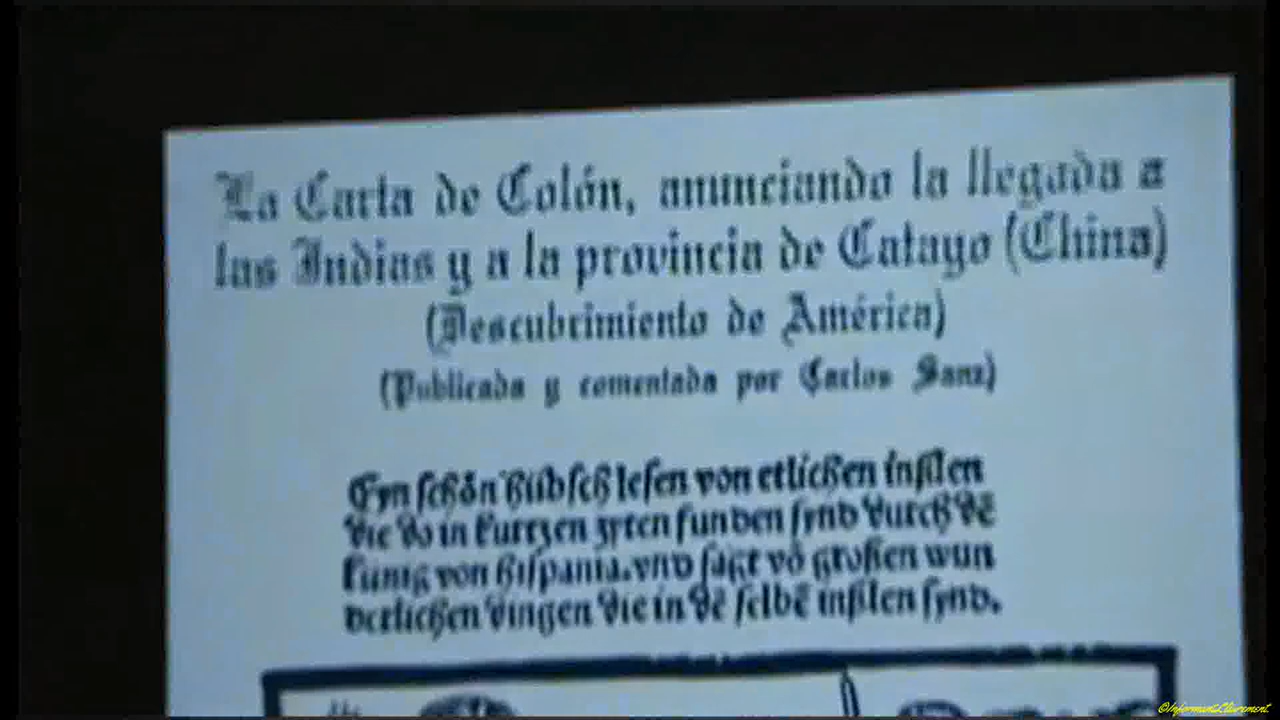 La Carta de Colón, anunciando la llegada a
las Indias y a la provincia de Catayo (China)
(Descubrimiento de América)
(Publicada y comentada por Carlos Sanz)
Eyn schön hübsch lesen von etlichen inßlen
die do in kurtzen zyten funden synd durch dē
künig von hispania. vnd sagt vō großen wun
derlichen dingen die in dē selbē inßlen synd.
©InformantClairement